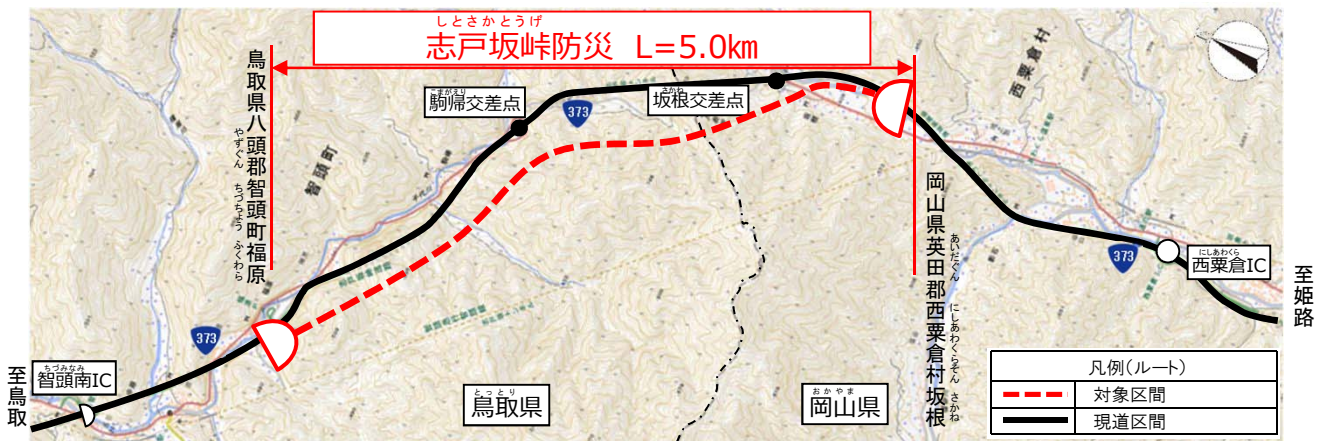 しとさかとうげ
志戸坂峠防災 L=5.0km
鳥取県八頭郡智頭町福原
やずぐん ちづちょう ふくわら
智頭町
こまがえり
駒帰交差点
373
さかね
坂根交差点
西粟倉村
岡山県英田郡西粟倉村坂根
あいだぐん にしあわくらそん さかね
373
にしあわくら
西粟倉IC
至姫路
373
至鳥取
ちづみなみ
智頭南IC
とっとり
鳥取県
おかやま
岡山県
凡例(ルート)
対象区間
現道区間